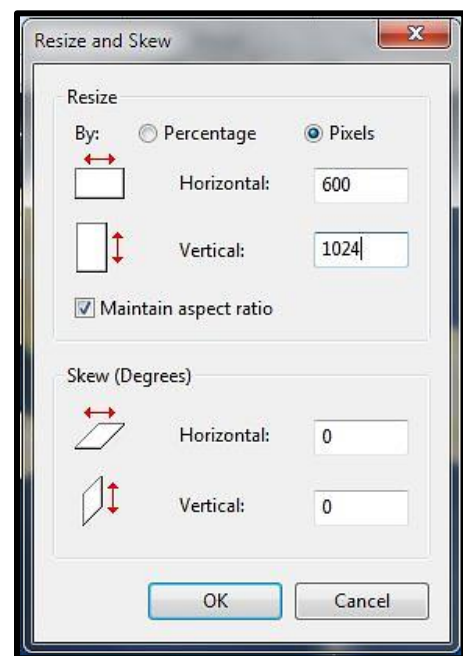 Resize and Skew
Resize
By: Percentage Pixels
Horizontal: 600
Vertical: 1024
Maintain aspect ratio
Skew (Degrees)
Horizontal: 0
Vertical: 0
OK Cancel